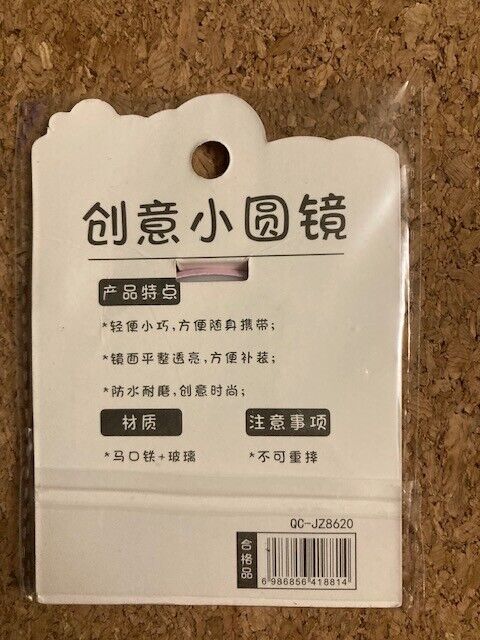 创意小圆镜
产品特点
*轻便小巧,方便随身携带;
*镜面平整透亮,方便补装;
*防水耐磨,创意时尚;
材质
注意事项
*马口铁+玻璃
*不可重摔
QC-JZ8620
合格品
6 986856 418814